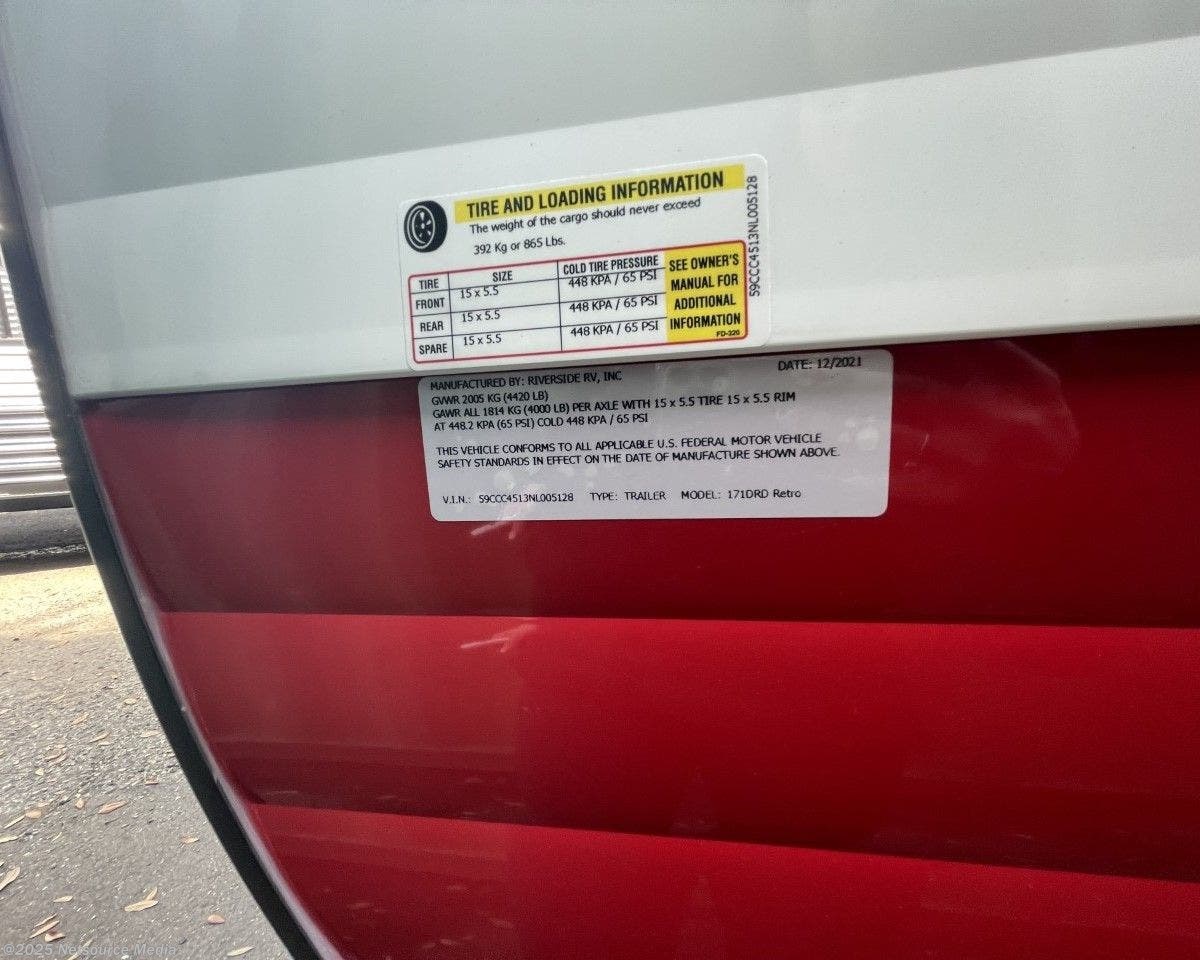 TIRE AND LOADING INFORMATION
The weight of the cargo should never exceed
392 Kg or 865 Lbs.
TIRE SIZE COLD TIRE PRESSURE
FRONT 15 x 5.5 448 KPA / 65 PSI
REAR 15 x 5.5 448 KPA / 65 PSI
SPARE 15 x 5.5 448 KPA / 65 PSI
SEE OWNER'S
MANUAL FOR
ADDITIONAL
INFORMATION
FD-320
59CCC4513NL005128
MANUFACTURED BY: RIVERSIDE RV, INC DATE: 12/2021
GVWR 2005 KG (4420 LB)
GAWR ALL 1814 KG (4000 LB) PER AXLE WITH 15 x 5.5 TIRE 15 x 5.5 RIM
AT 448.2 KPA (65 PSI) COLD 448 KPA / 65 PSI
THIS VEHICLE CONFORMS TO ALL APPLICABLE U.S. FEDERAL MOTOR VEHICLE
SAFETY STANDARDS IN EFFECT ON THE DATE OF MANUFACTURE SHOWN ABOVE.
V.I.N.: 59CCC4513NL005128 TYPE: TRAILER MODEL: 171DRD Retro
©2025 Netsource Media